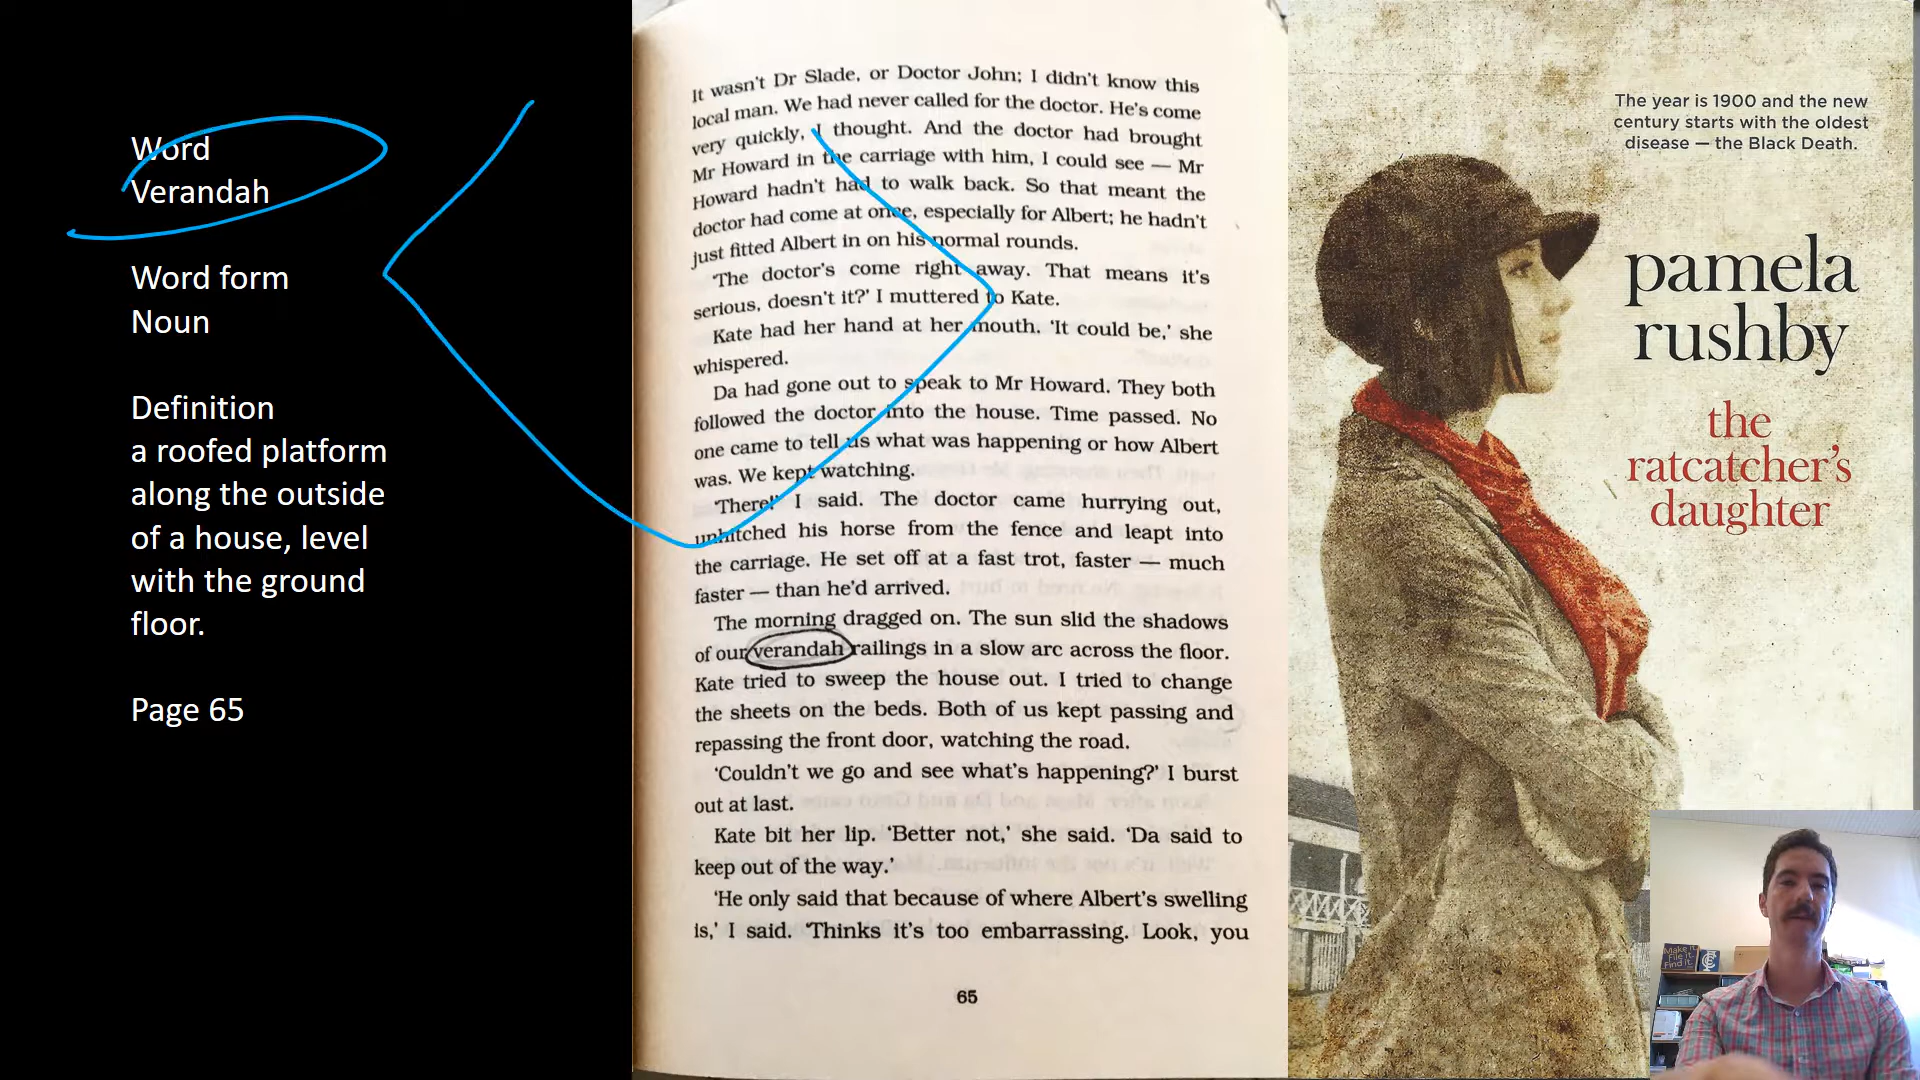 Word
Verandah
Word form
Noun
Definition
a roofed platform
along the outside
of a house, level
with the ground
floor.
Page 65
It wasn't Dr Slade, or Doctor John; I didn't know this
local man. We had never called for the doctor. He's come
very quickly, I thought. And the doctor had brought
Mr Howard in the carriage with him, I could see — Mr
Howard hadn't had to walk back. So that meant the
doctor had come at once, especially for Albert; he hadn't
just fitted Albert in on his normal rounds.
'The doctor's come right away. That means it's
serious, doesn't it?' I muttered to Kate.
Kate had her hand at her mouth. 'It could be,' she
whispered.
Da had gone out to speak to Mr Howard. They both
followed the doctor into the house. Time passed. No
one came to tell us what was happening or how Albert
was. We kept watching.
'There!' I said. The doctor came hurrying out,
unhitched his horse from the fence and leapt into
the carriage. He set off at a fast trot, faster — much
faster — than he'd arrived.
The morning dragged on. The sun slid the shadows
of our verandah railings in a slow arc across the floor.
Kate tried to sweep the house out. I tried to change
the sheets on the beds. Both of us kept passing and
repassing the front door, watching the road.
'Couldn't we go and see what's happening?' I burst
out at last.
Kate bit her lip. 'Better not,' she said. 'Da said to
keep out of the way.'
'He only said that because of where Albert's swelling
is,' I said. 'Thinks it's too embarrassing. Look, you
65
The year is 1900 and the new
century starts with the oldest
disease — the Black Death.
pamela
rushby
the
ratcatcher's
daughter
Make it.
File it.
Find it.